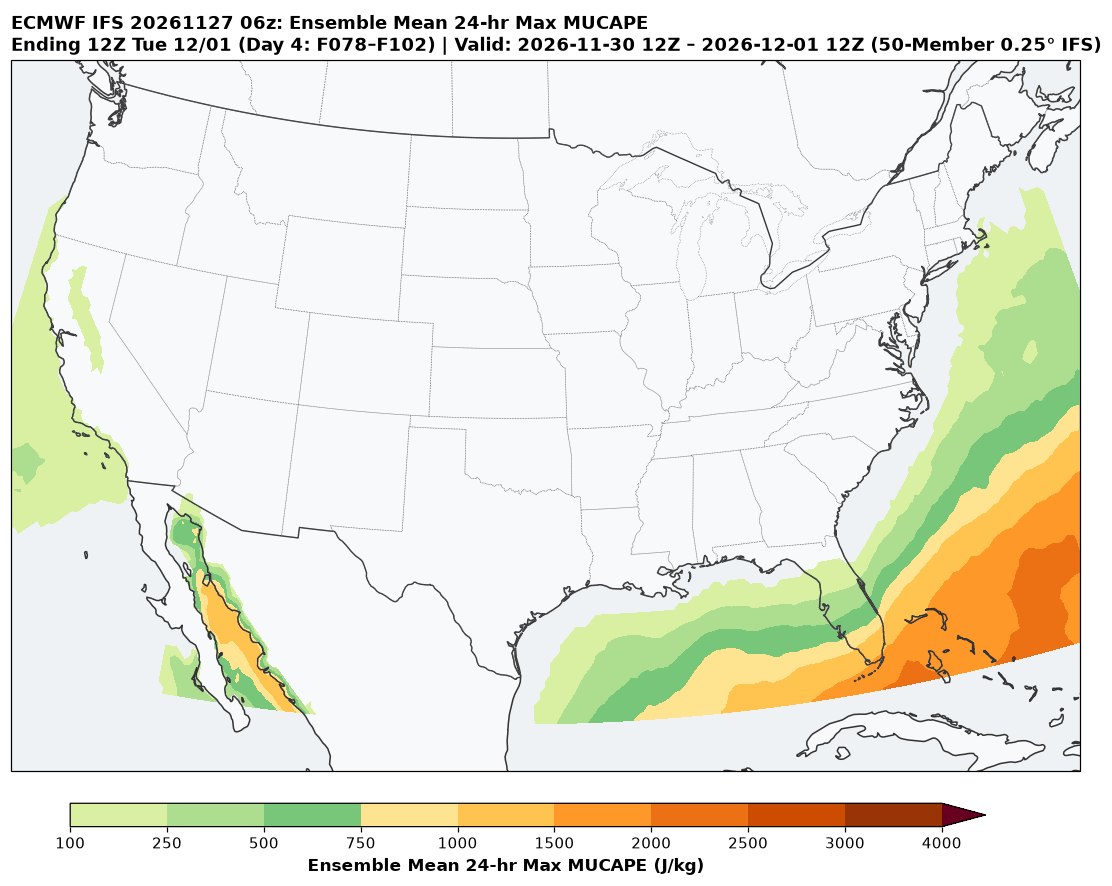 ECMWF IFS 20261127 06z: Ensemble Mean 24-hr Max MUCAPE
Ending 12Z Tue 12/01 (Day 4: F078–F102) | Valid: 2026-11-30 12Z – 2026-12-01 12Z (50-Member 0.25° IFS)
100 250 500 750 1000 1500 2000 2500 3000 4000
Ensemble Mean 24-hr Max MUCAPE (J/kg)